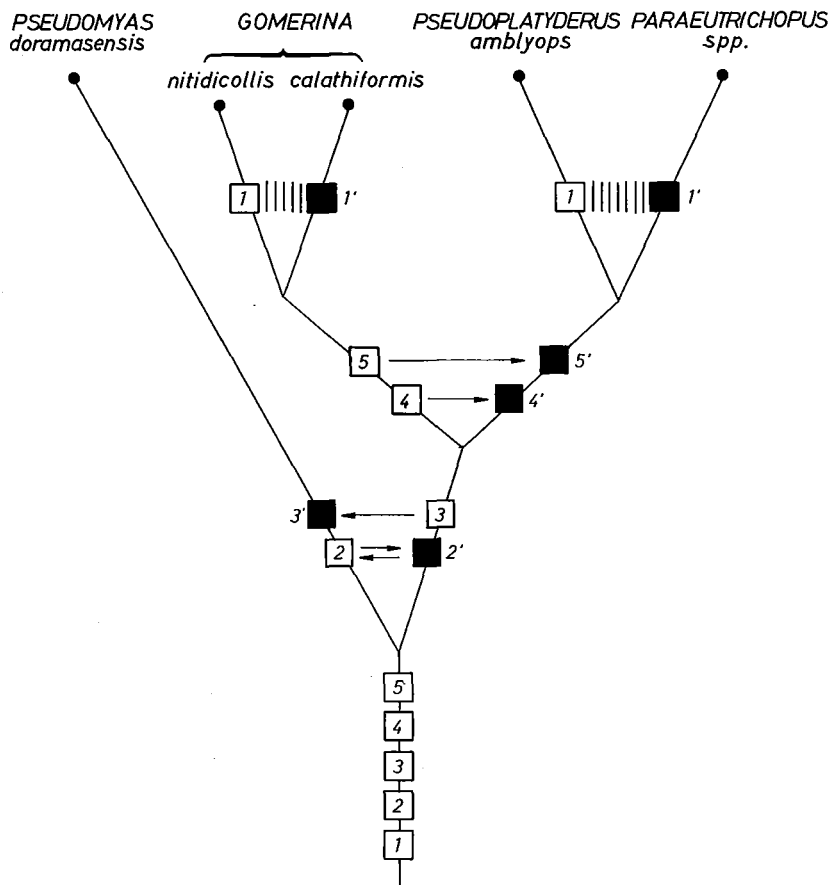 PSEUDOMYAS GOMERINA PSEUDOPLATYDERUS PARAEUTRICHOPUS
doramasensis amblyops spp.
nitidicollis calathiformis
1 1' 1 1'
5 5'
4 4'
3' 3
2 2'
5
4
3
2
1